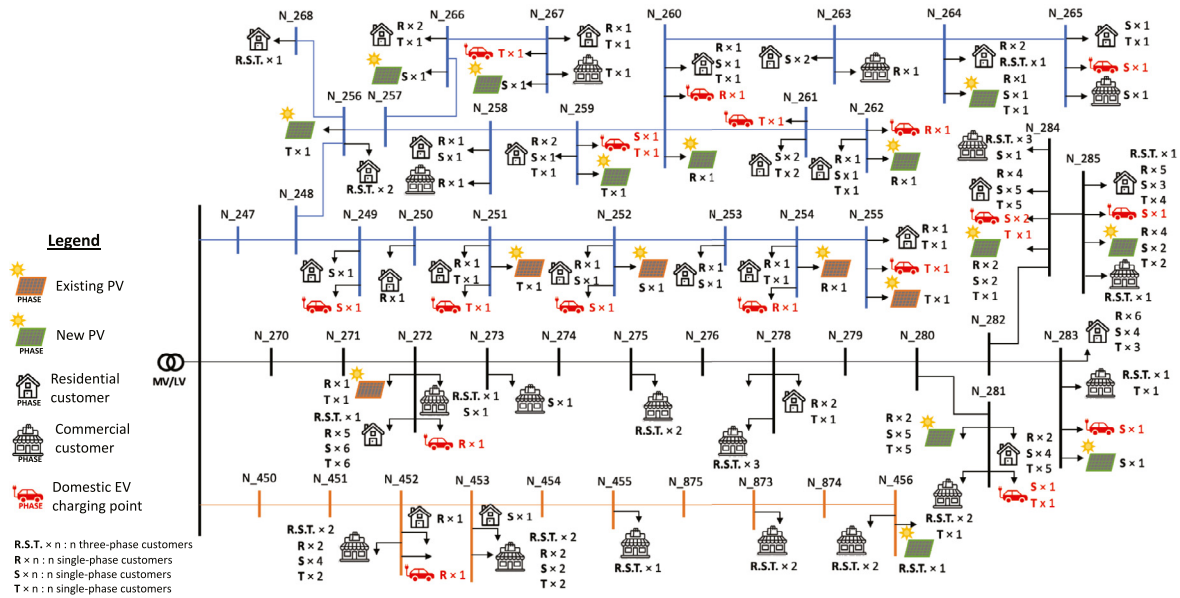 N_268
N_266
N_267
N_260
N_263
N_264
N_265
R.S.T. × 1
R × 2
T × 1
S × 1
T × 1
S × 1
R × 1
T × 1
T × 1
R × 1
S × 1
T × 1
R × 1
S × 2
R × 1
R × 2
R.S.T. × 1
R × 1
S × 1
T × 1
S × 1
T × 1
S × 1
S × 1
N_256
N_257
N_258
N_259
N_261
N_262
N_284
N_285
T × 1
R.S.T. × 2
R × 1
S × 1
R × 1
R × 2
S × 1
T × 1
S × 1
T × 1
T × 1
R × 1
T × 1
S × 2
T × 2
R × 1
R × 1
S × 1
T × 1
R × 1
R.S.T. × 3
S × 1
R × 4
S × 5
T × 5
S × 2
T × 1
R × 2
S × 2
T × 1
R.S.T. × 1
R × 5
S × 3
T × 4
S × 1
R × 4
S × 2
T × 2
R.S.T. × 1
N_247
N_248
N_249
N_250
N_251
N_252
N_253
N_254
N_255
S × 1
S × 1
R × 1
R × 1
T × 1
T × 1
T × 1
R × 1
S × 1
S × 1
S × 1
R × 1
S × 1
R × 1
T × 1
R × 1
R × 1
R × 1
T × 1
T × 1
T × 1
Legend
PHASE
Existing PV
PHASE
New PV
PHASE
Residential
customer
PHASE
Commercial
customer
PHASE
Domestic EV
charging point
R.S.T. × n : n three-phase customers
R × n : n single-phase customers
S × n : n single-phase customers
T × n : n single-phase customers
MV/LV
N_270
N_271
N_272
N_273
N_274
N_275
N_276
N_278
N_279
N_280
N_282
N_283
N_281
R × 1
T × 1
R.S.T. × 1
R × 5
S × 6
T × 6
R.S.T. × 1
S × 1
R × 1
S × 1
R.S.T. × 2
R × 2
T × 1
R.S.T. × 3
R × 2
S × 5
T × 5
R × 2
S × 4
T × 5
R.S.T. × 2
T × 1
S × 1
T × 1
R × 6
S × 4
T × 3
R.S.T. × 1
T × 1
S × 1
S × 1
N_450
N_451
N_452
N_453
N_454
N_455
N_875
N_873
N_874
N_456
R.S.T. × 2
R × 2
S × 4
T × 2
R × 1
R × 1
S × 1
R.S.T. × 2
R × 2
S × 2
T × 2
R.S.T. × 1
R.S.T. × 2
R.S.T. × 2
R.S.T. × 1